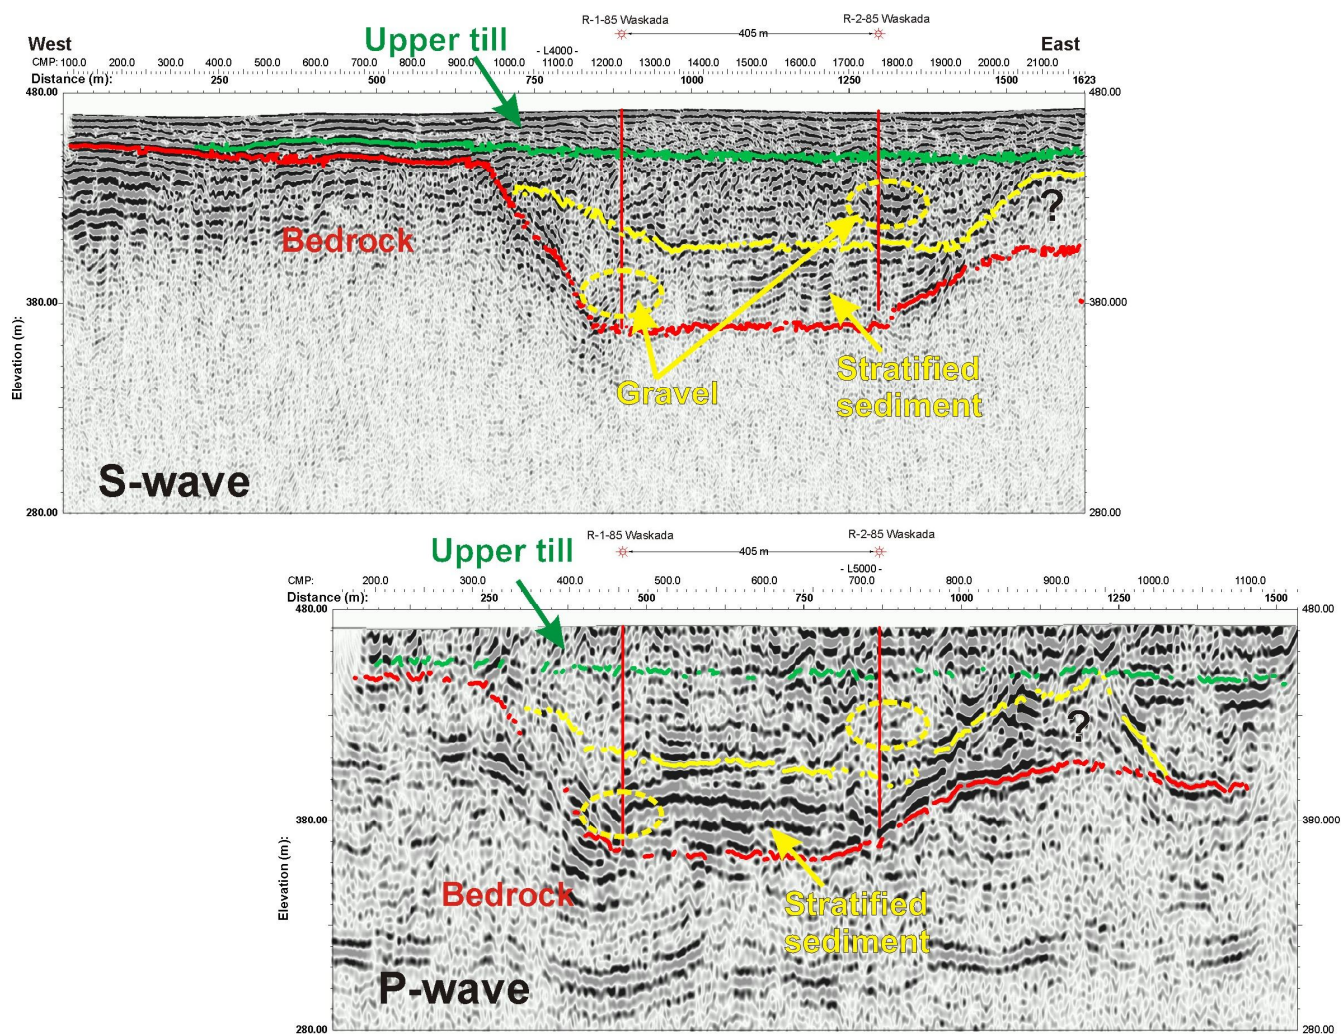 R-1-85 Waskada
R-2-85 Waskada
405 m
West
Upper till
- L4000 -
East
CMP: 100.0 200.0 300.0 400.0 500.0 600.0 700.0 800.0 900.0 1000.0 1100.0 1200.0 1300.0 1400.0 1500.0 1600.0 1700.0 1800.0 1900.0 2000.0 2100.0
Distance (m): 250 500 750 1000 1250 1500 1623
480.00
480.00
?
Bedrock
380.00
380.000
Elevation (m):
Gravel
Stratified
sediment
S-wave
280.00
280.00
R-1-85 Waskada
R-2-85 Waskada
405 m
Upper till
- L5000 -
CMP: 200.0 300.0 400.0 500.0 600.0 700.0 800.0 900.0 1000.0 1100.0
Distance (m): 250 500 750 1000 1250 1500
480.00
480.00
?
380.00
380.000
Elevation (m):
Bedrock
Stratified
sediment
P-wave
280.00
280.00